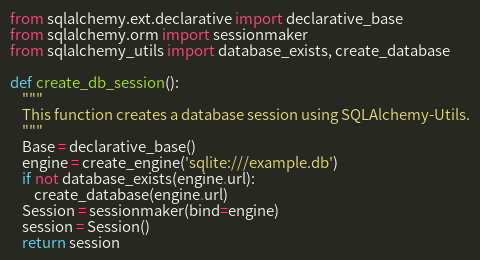 from sqlalchemy.ext.declarative import declarative_base
from sqlalchemy.orm import sessionmaker
from sqlalchemy_utils import database_exists, create_database

def create_db_session():
    """
    This function creates a database session using SQLAlchemy-Utils.
    """
    Base = declarative_base()
    engine = create_engine('sqlite:///example.db')
    if not database_exists(engine.url):
        create_database(engine.url)
    Session = sessionmaker(bind=engine)
    session = Session()
    return session